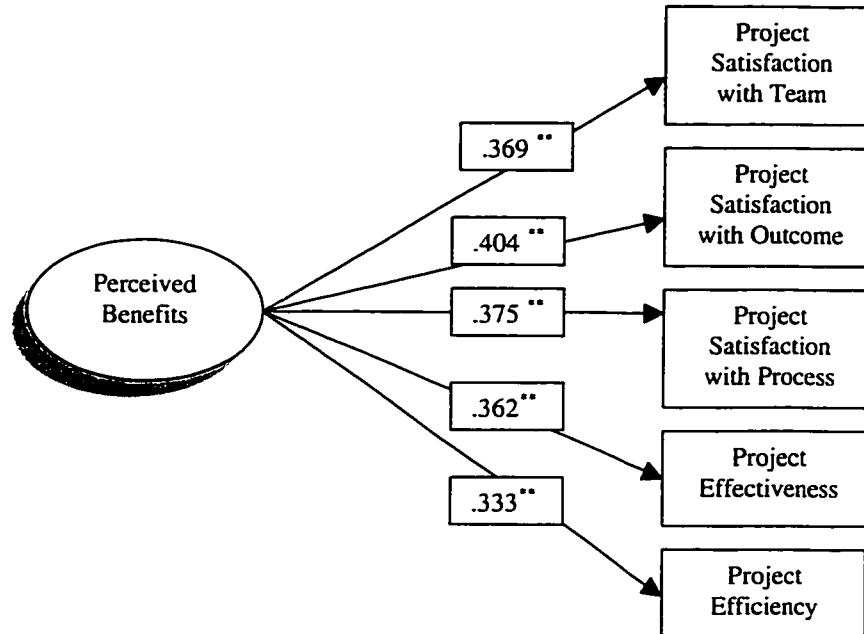 Project
Satisfaction
with Team
.369 **
Project
Satisfaction
with Outcome
.404 **
Perceived
Benefits
.375 **
Project
Satisfaction
with Process
.362**
Project
Effectiveness
.333**
Project
Efficiency